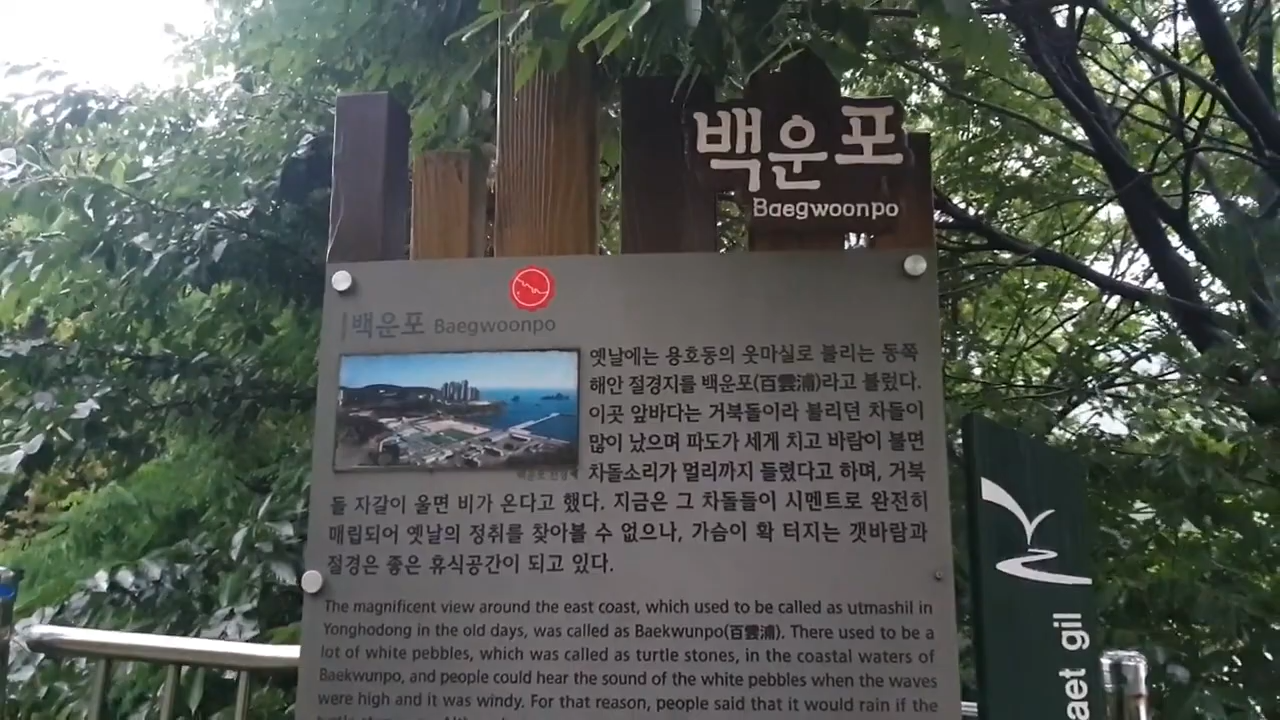 백운포
Baegwoonpo
백운포 Baegwoonpo
옛날에는 용호동의 웃마실로 불리는 동쪽
해안 절경지를 백운포(百雲浦)라고 불렀다.
이곳 앞바다는 거북돌이라 불리던 차돌이
많이 났으며 파도가 세게 치고 바람이 불면
차돌소리가 멀리까지 들렸다고 하며, 거북
돌 자갈이 울면 비가 온다고 했다. 지금은 그 차돌들이 시멘트로 완전히
매립되어 옛날의 정취를 찾아볼 수 없으나, 가슴이 확 터지는 갯바람과
절경은 좋은 휴식공간이 되고 있다.
The magnificent view around the east coast, which used to be called as utmashil in
Yonghodong in the old days, was called as Baekwunpo(百雲浦). There used to be a
lot of white pebbles, which was called as turtle stones, in the coastal waters of
Baekwunpo, and people could hear the sound of the white pebbles when the waves
were high and it was windy. For that reason, people said that it would rain if the
aet gil